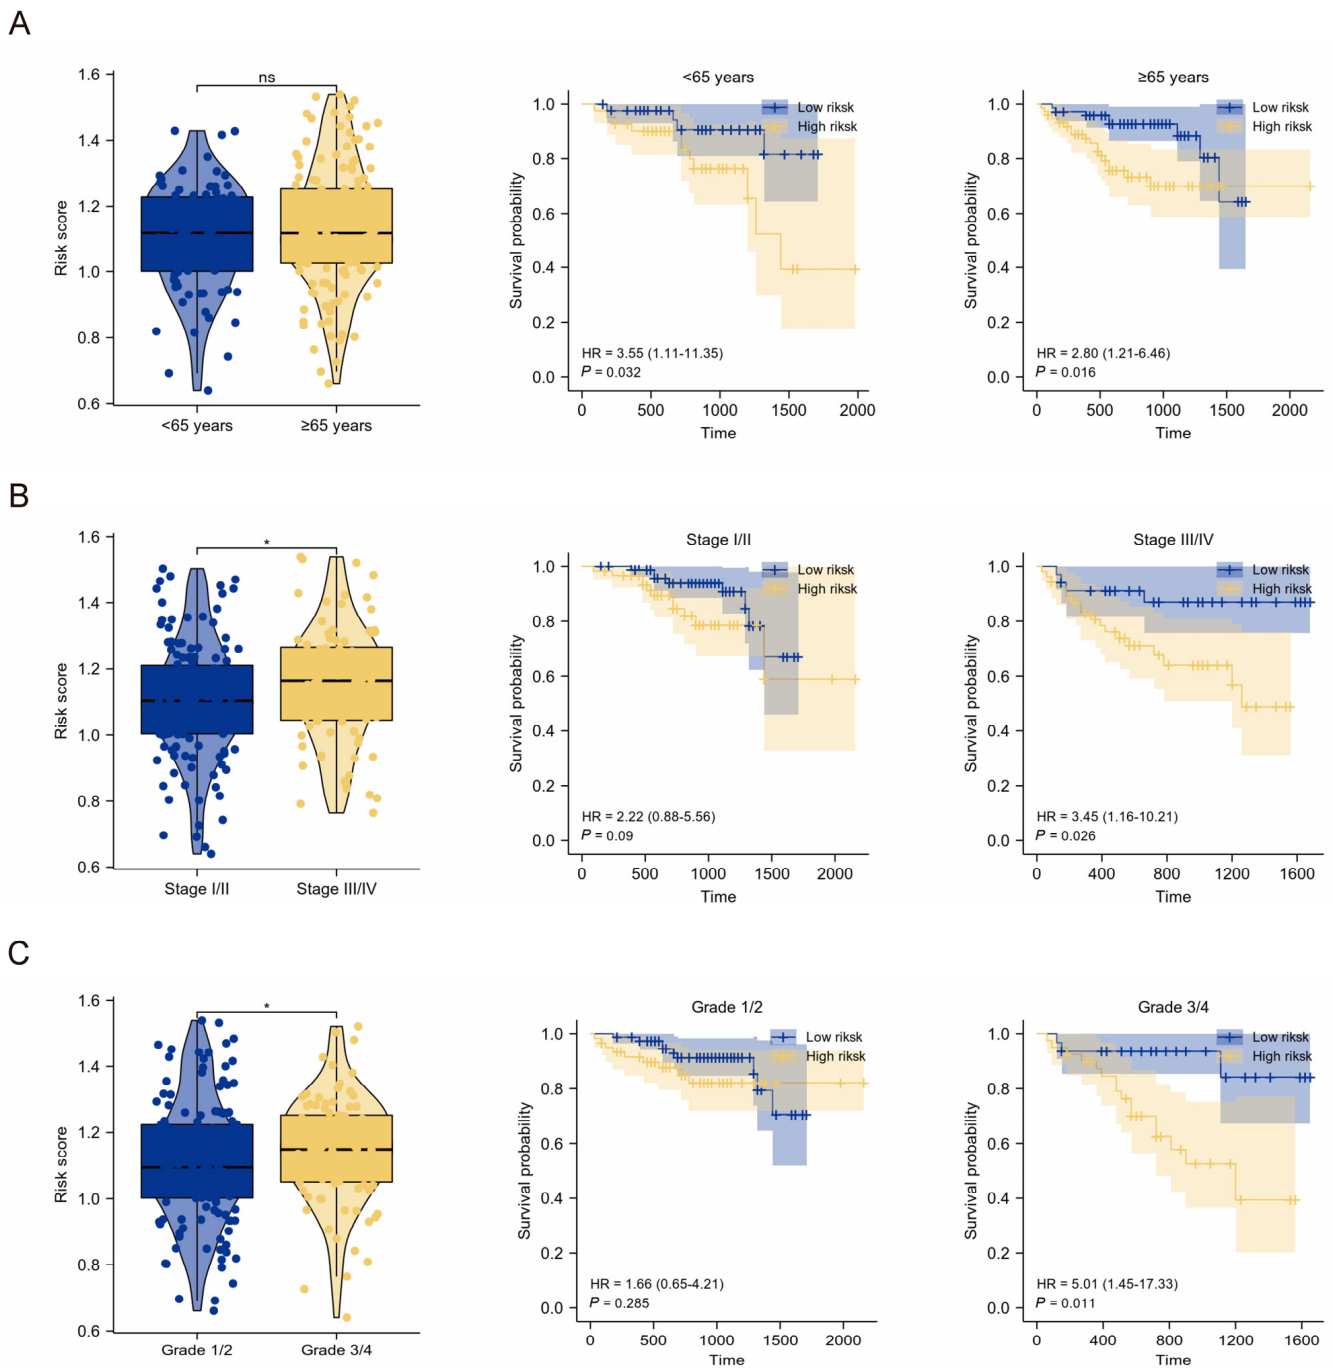 A
ns
1.6
1.4
1.2
1.0
0.8
0.6
Risk score
<65 years
≥65 years
<65 years
Low riksk
High riksk
1.0
0.8
0.6
0.4
0.2
0.0
Survival probability
HR = 3.55 (1.11-11.35)
P = 0.032
0 500 1000 1500 2000
Time
≥65 years
Low riksk
High riksk
1.0
0.8
0.6
0.4
0.2
0.0
Survival probability
HR = 2.80 (1.21-6.46)
P = 0.016
0 500 1000 1500 2000
Time
B
*
1.6
1.4
1.2
1.0
0.8
0.6
Risk score
Stage I/II
Stage III/IV
Stage I/II
Low riksk
High riksk
1.0
0.8
0.6
0.4
0.2
0.0
Survival probability
HR = 2.22 (0.88-5.56)
P = 0.09
0 500 1000 1500 2000
Time
Stage III/IV
Low riksk
High riksk
1.0
0.8
0.6
0.4
0.2
0.0
Survival probability
HR = 3.45 (1.16-10.21)
P = 0.026
0 400 800 1200 1600
Time
C
*
1.6
1.4
1.2
1.0
0.8
0.6
Risk score
Grade 1/2
Grade 3/4
Grade 1/2
Low riksk
High riksk
1.0
0.8
0.6
0.4
0.2
0.0
Survival probability
HR = 1.66 (0.65-4.21)
P = 0.285
0 500 1000 1500 2000
Time
Grade 3/4
Low riksk
High riksk
1.0
0.8
0.6
0.4
0.2
0.0
Survival probability
HR = 5.01 (1.45-17.33)
P = 0.011
0 400 800 1200 1600
Time